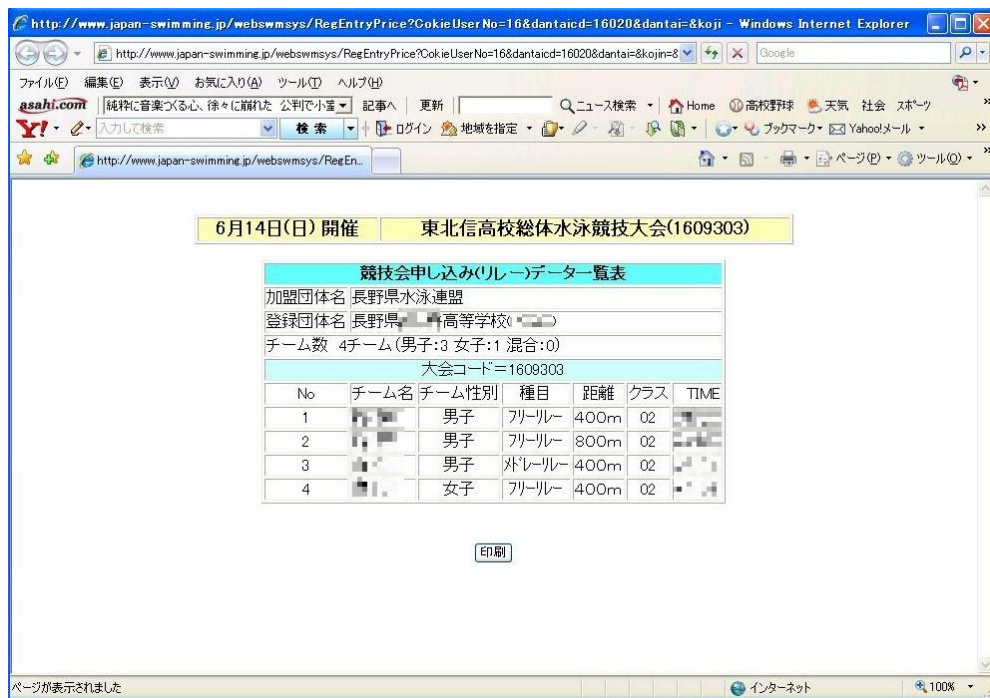 http://www.japan-swimming.jp/webswmsys/RegEntryPrice?CokieUserNo=16&dantaicd=16020&dantai=&koji - Windows Internet Explorer
http://www.japan-swimming.jp/webswmsys/RegEntryPrice?CokieUserNo=16&dantaicd=16020&dantai=&kojin=& Google
ファイル(F) 編集(E) 表示(V) お気に入り(A) ツール(T) ヘルプ(H)
asahi.com 純粋に音楽つくる心、徐々に崩れた 公判で小室 記事へ 更新 ニュース検索 Home 高校野球 天気 社会 スポーツ
Y! 入力して検索 検索 ログイン 地域を指定 ブックマーク Yahoo!メール
http://www.japan-swimming.jp/webswmsys/RegEn... ページ(P) ツール(O)
6月14日(日) 開催 東北信高校総体水泳競技大会(1609303)
競技会申し込み(リレー)データ一覧表
加盟団体名 長野県水泳連盟
登録団体名 長野県 高等学校
チーム数 4チーム(男子:3 女子:1 混合:0)
大会コード=1609303
No チーム名 チーム性別 種目 距離 クラス TIME
1 男子 フリーリレー 400m 02
2 男子 フリーリレー 800m 02
3 男子 メドレーリレー 400m 02
4 女子 フリーリレー 400m 02
印刷
ページが表示されました インターネット 100%